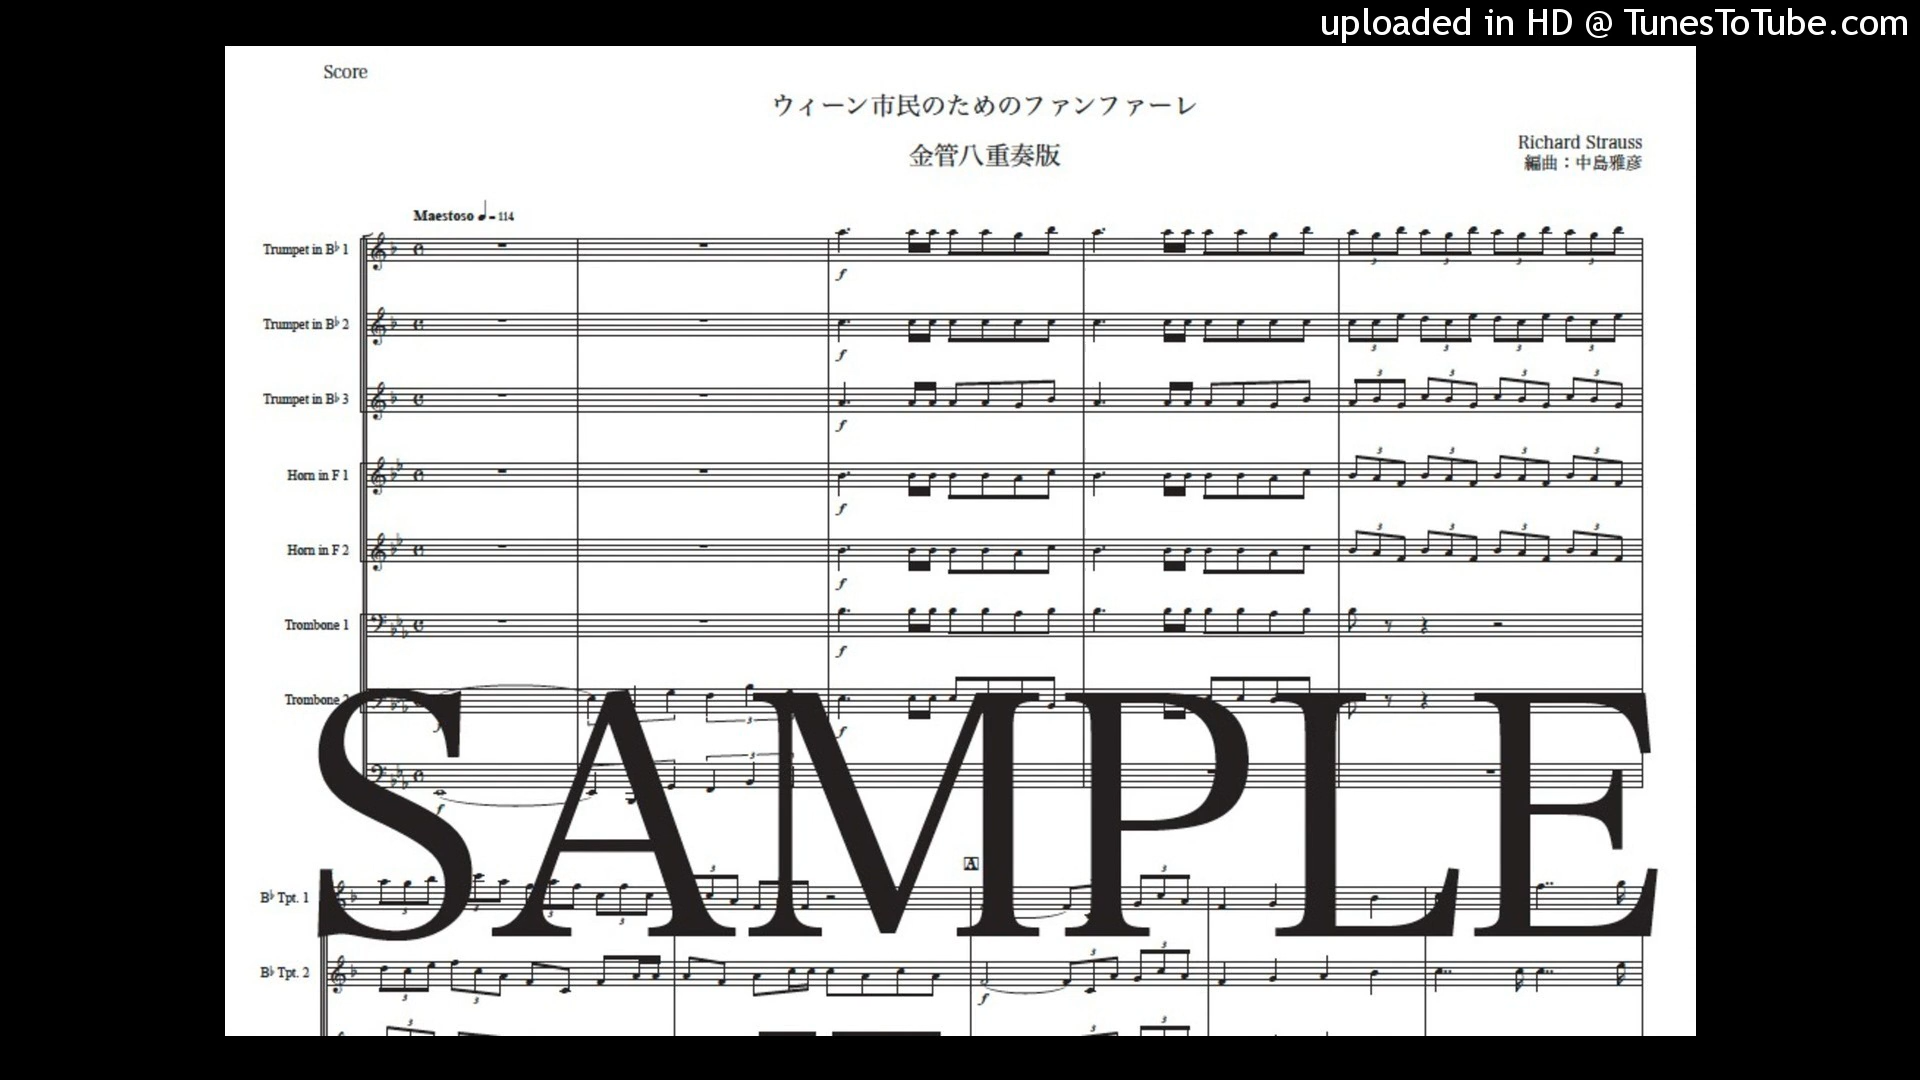 uploaded in HD @ TunesToTube.com
Score
ウィーン市民のためのファンファーレ
金管八重奏版
Richard Strauss
編曲：中島雅彦
Maestoso ♩=114
Trumpet in B♭ 1
Trumpet in B♭ 2
Trumpet in B♭ 3
Horn in F 1
Horn in F 2
Trombone 1
Trombone 2
SAMPLE
A
B♭ Tpt. 1
B♭ Tpt. 2